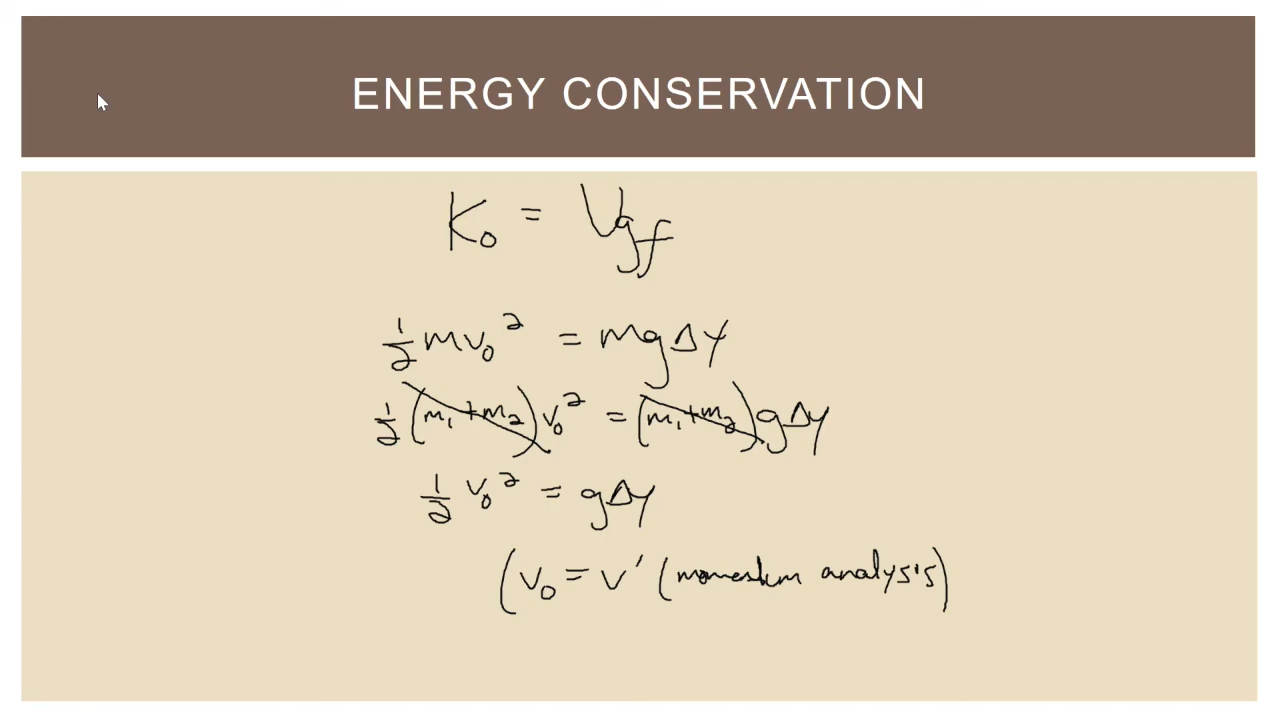 ENERGY CONSERVATION
K₀ = Ugf
½mv₀² = mgΔy
½(m₁+m₂)v₀² = (m₁+m₂)gΔy
½v₀² = gΔy
(v₀ = v′ (momentum analysis)